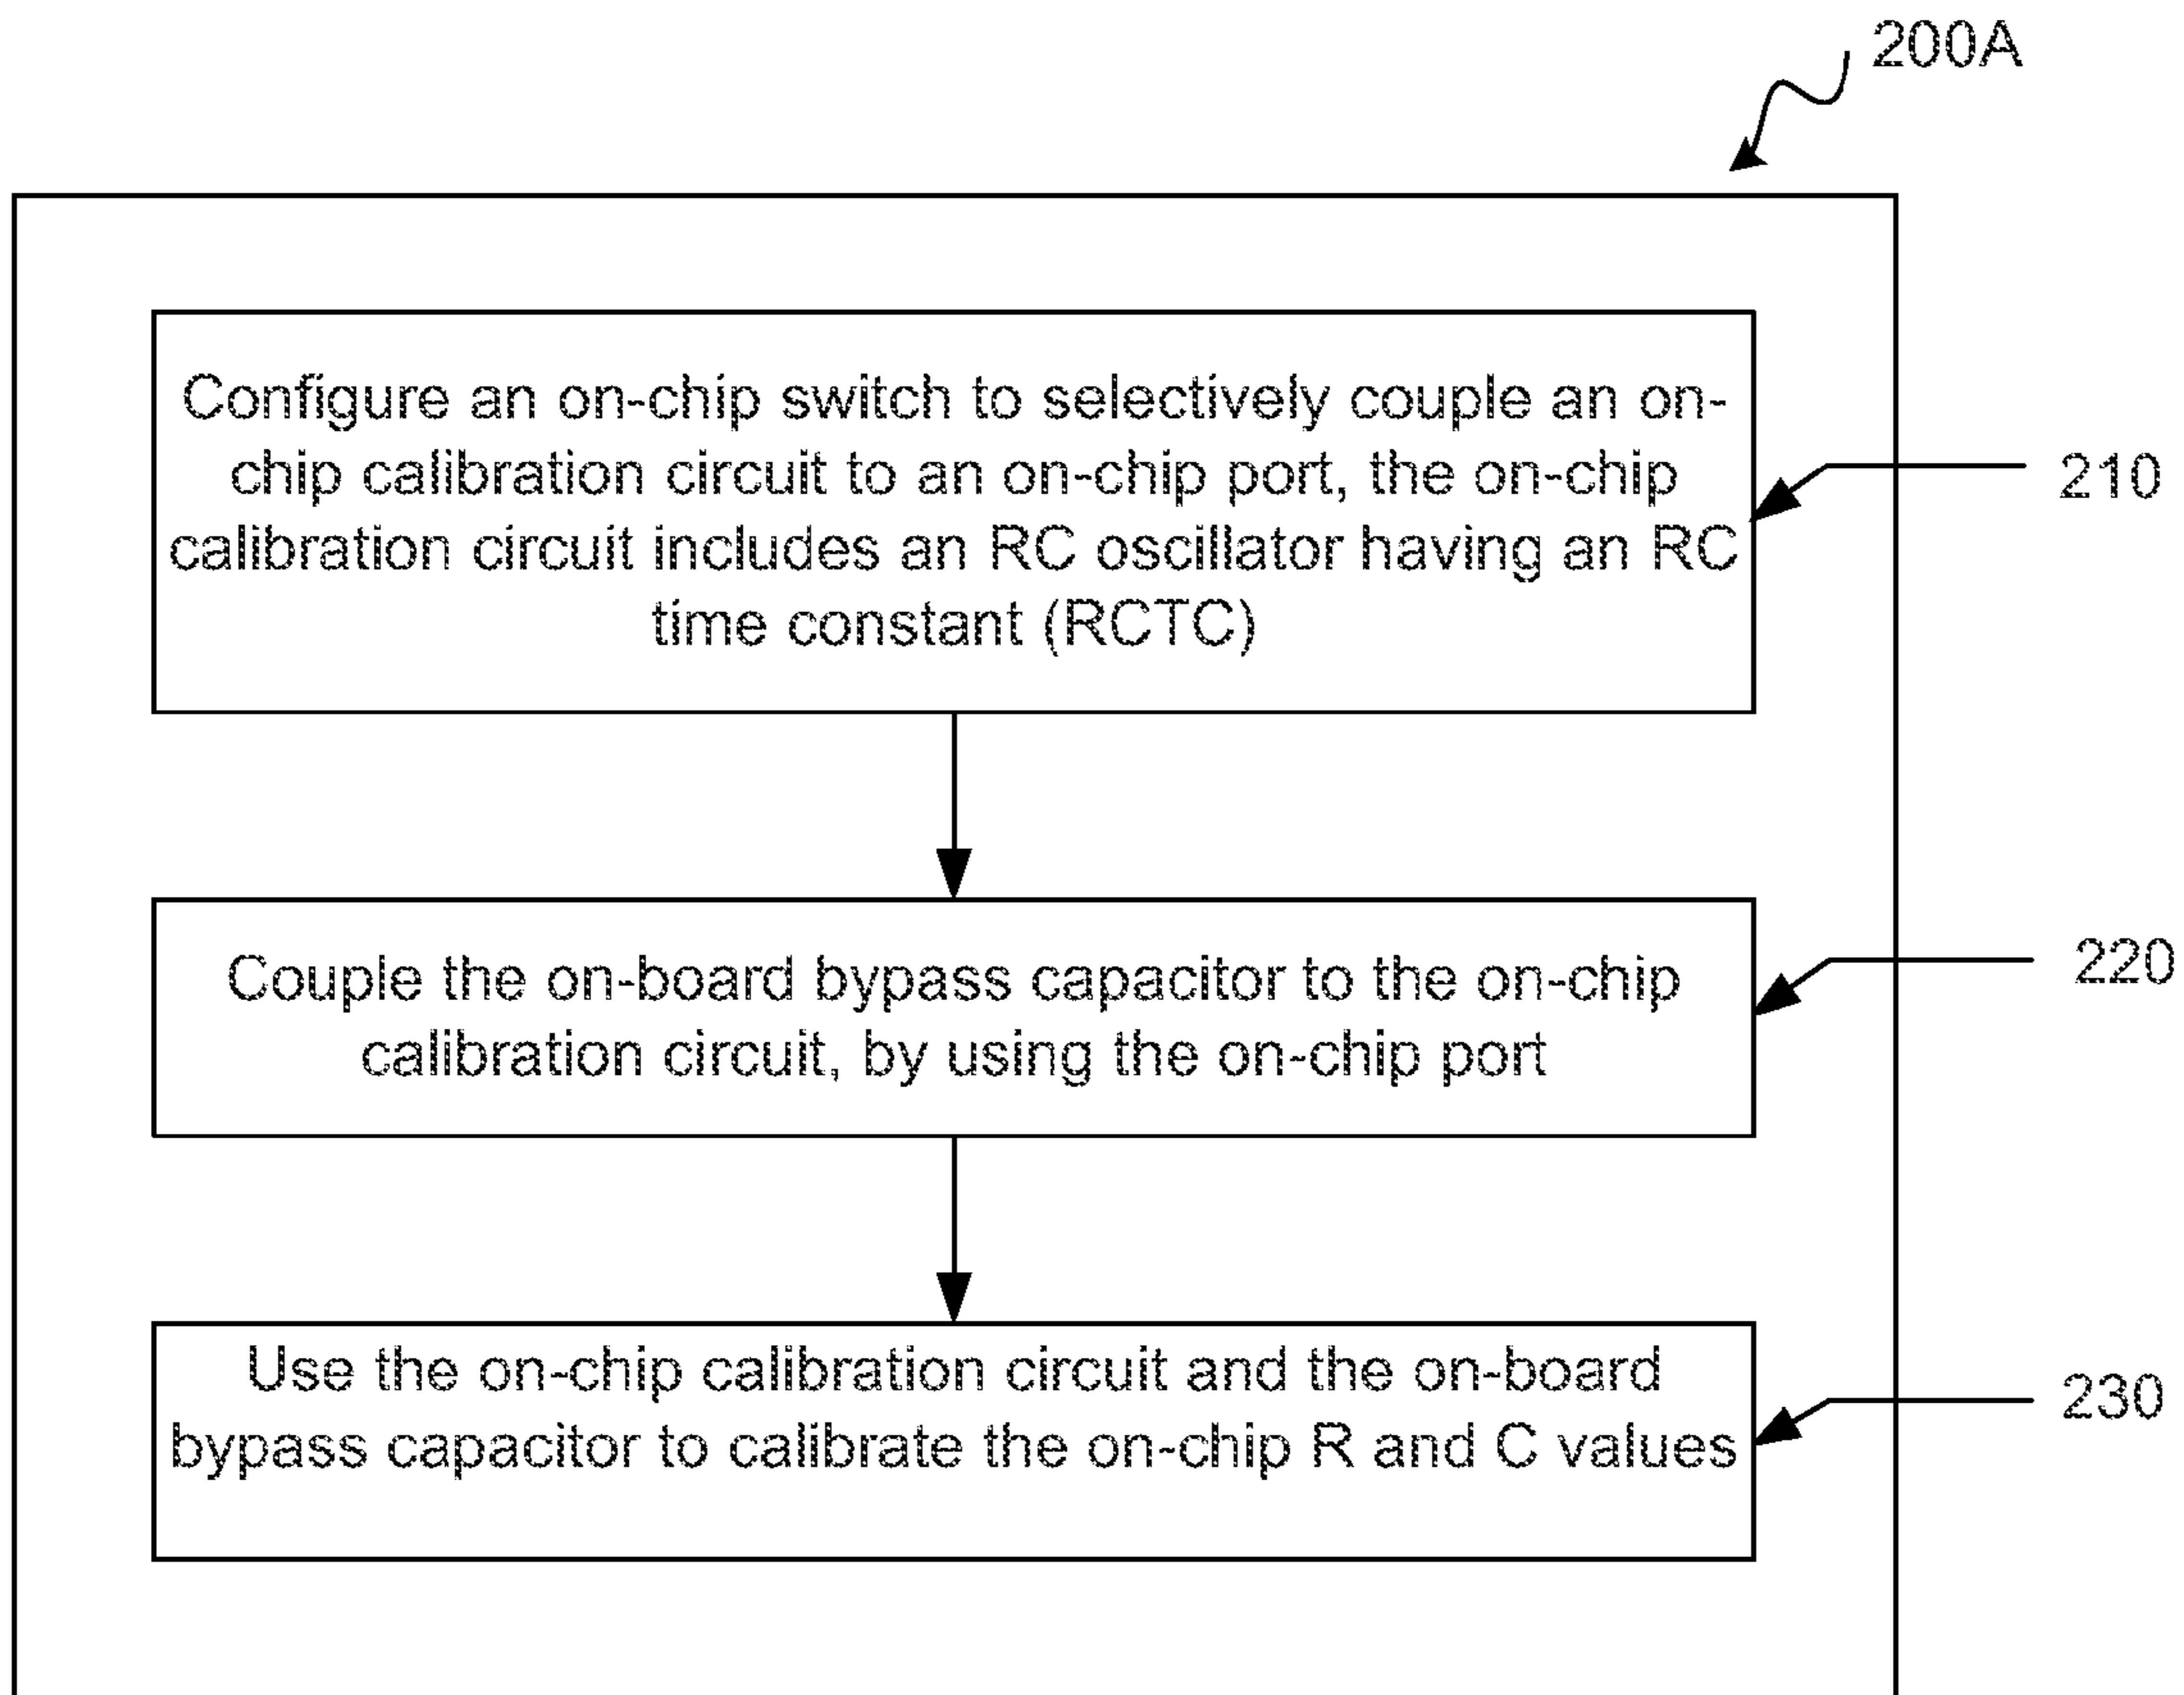 200A
Configure an on-chip switch to selectively couple an on-
chip calibration circuit to an on-chip port, the on-chip
calibration circuit includes an RC oscillator having an RC
time constant (RCTC)
210
Couple the on-board bypass capacitor to the on-chip
calibration circuit, by using the on-chip port
220
Use the on-chip calibration circuit and the on-board
bypass capacitor to calibrate the on-chip R and C values
230